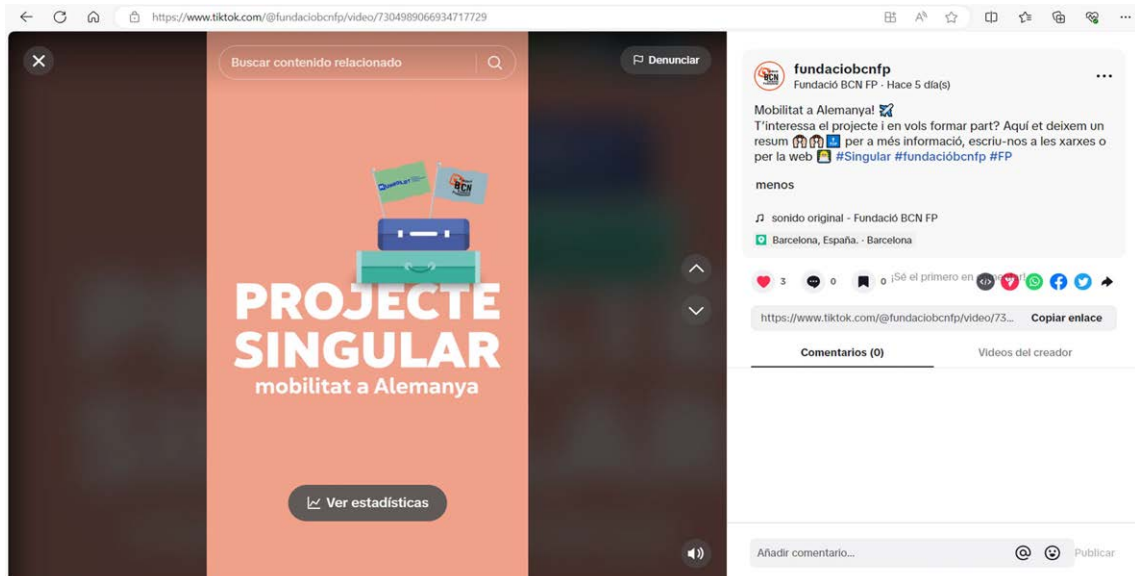 https://www.tiktok.com/@fundaciobcnfp/video/7304989066934717729
Buscar contenido relacionado
Denunciar
BCN
PROJECTE
SINGULAR
mobilitat a Alemanya
Ver estadísticas
BCN
fundaciobcnfp
Fundació BCN FP · Hace 5 día(s)
Mobilitat a Alemanya!
T'interessa el projecte i en vols formar part? Aquí et deixem un
resum per a més informació, escriu-nos a les xarxes o
per la web #Singular #fundacióbcnfp #FP
menos
sonido original - Fundació BCN FP
Barcelona, España. · Barcelona
3 0 0 ¡Sé el primero en
https://www.tiktok.com/@fundaciobcnfp/video/73... Copiar enlace
Comentarios (0) Videos del creador
Añadir comentario... Publicar